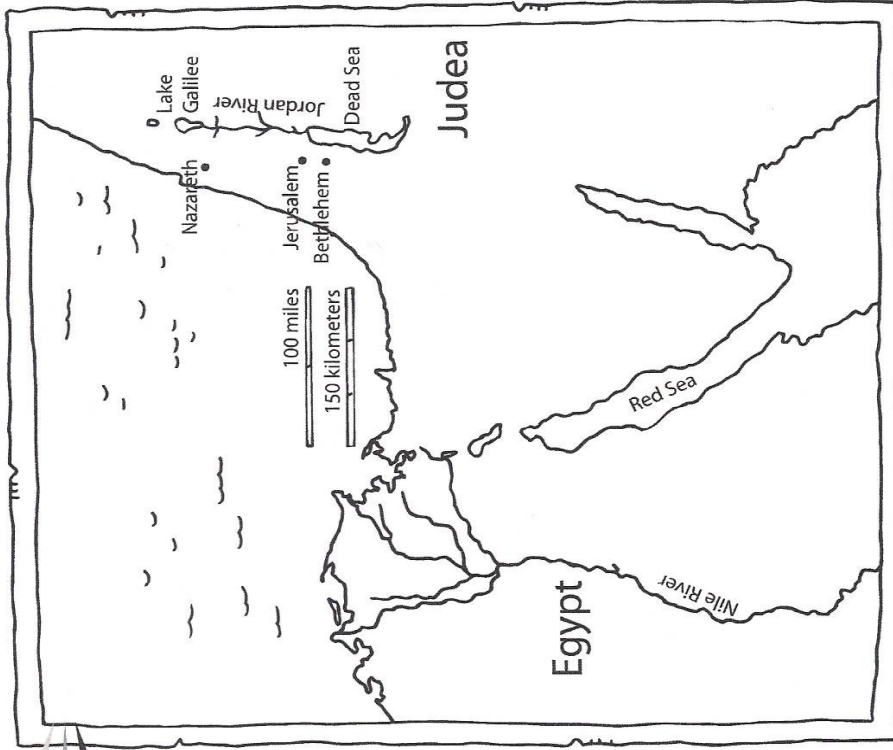 Lake
Galilee
Jordan River
Dead Sea
Judea
Nazareth
Jerusalem
Bethlehem
100 miles
150 kilometers
Red Sea
Egypt
Nile River